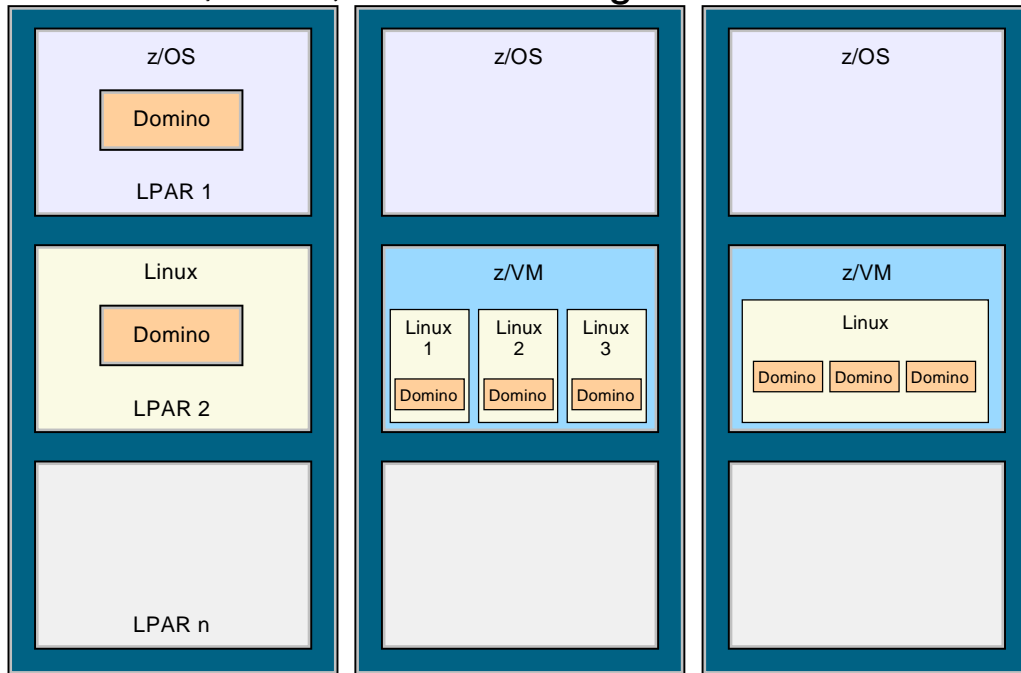 z/OS
Domino
LPAR 1
Linux
Domino
LPAR 2
LPAR n
z/OS
z/VM
Linux
1
Domino
Linux
2
Domino
Linux
3
Domino
z/OS
z/VM
Linux
Domino Domino Domino